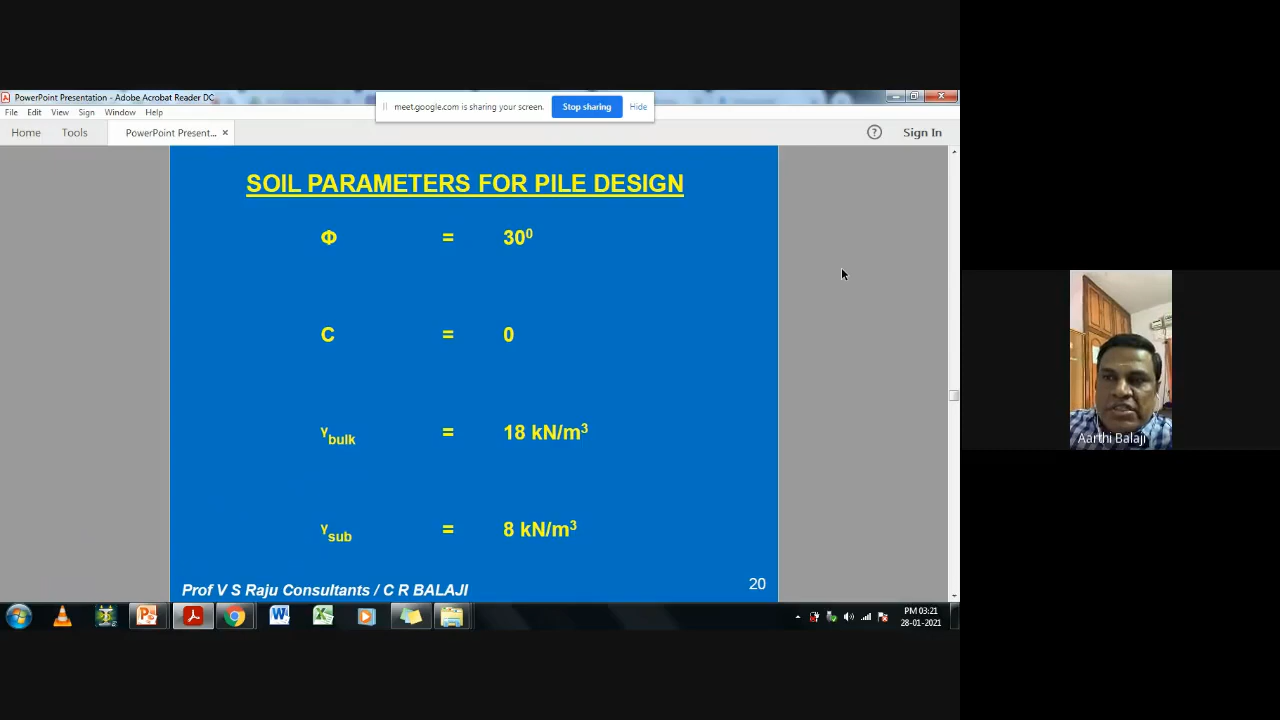 PowerPoint Presentation - Adobe Acrobat Reader DC
File Edit View Sign Window Help
meet.google.com is sharing your screen. Stop sharing Hide
Home Tools PowerPoint Present... × Sign In
SOIL PARAMETERS FOR PILE DESIGN
Φ = 30⁰
C = 0
γbulk = 18 kN/m³
γsub = 8 kN/m³
Prof V S Raju Consultants / C R BALAJI 20
Aarthi Balaji
PM 03:21
28-01-2021